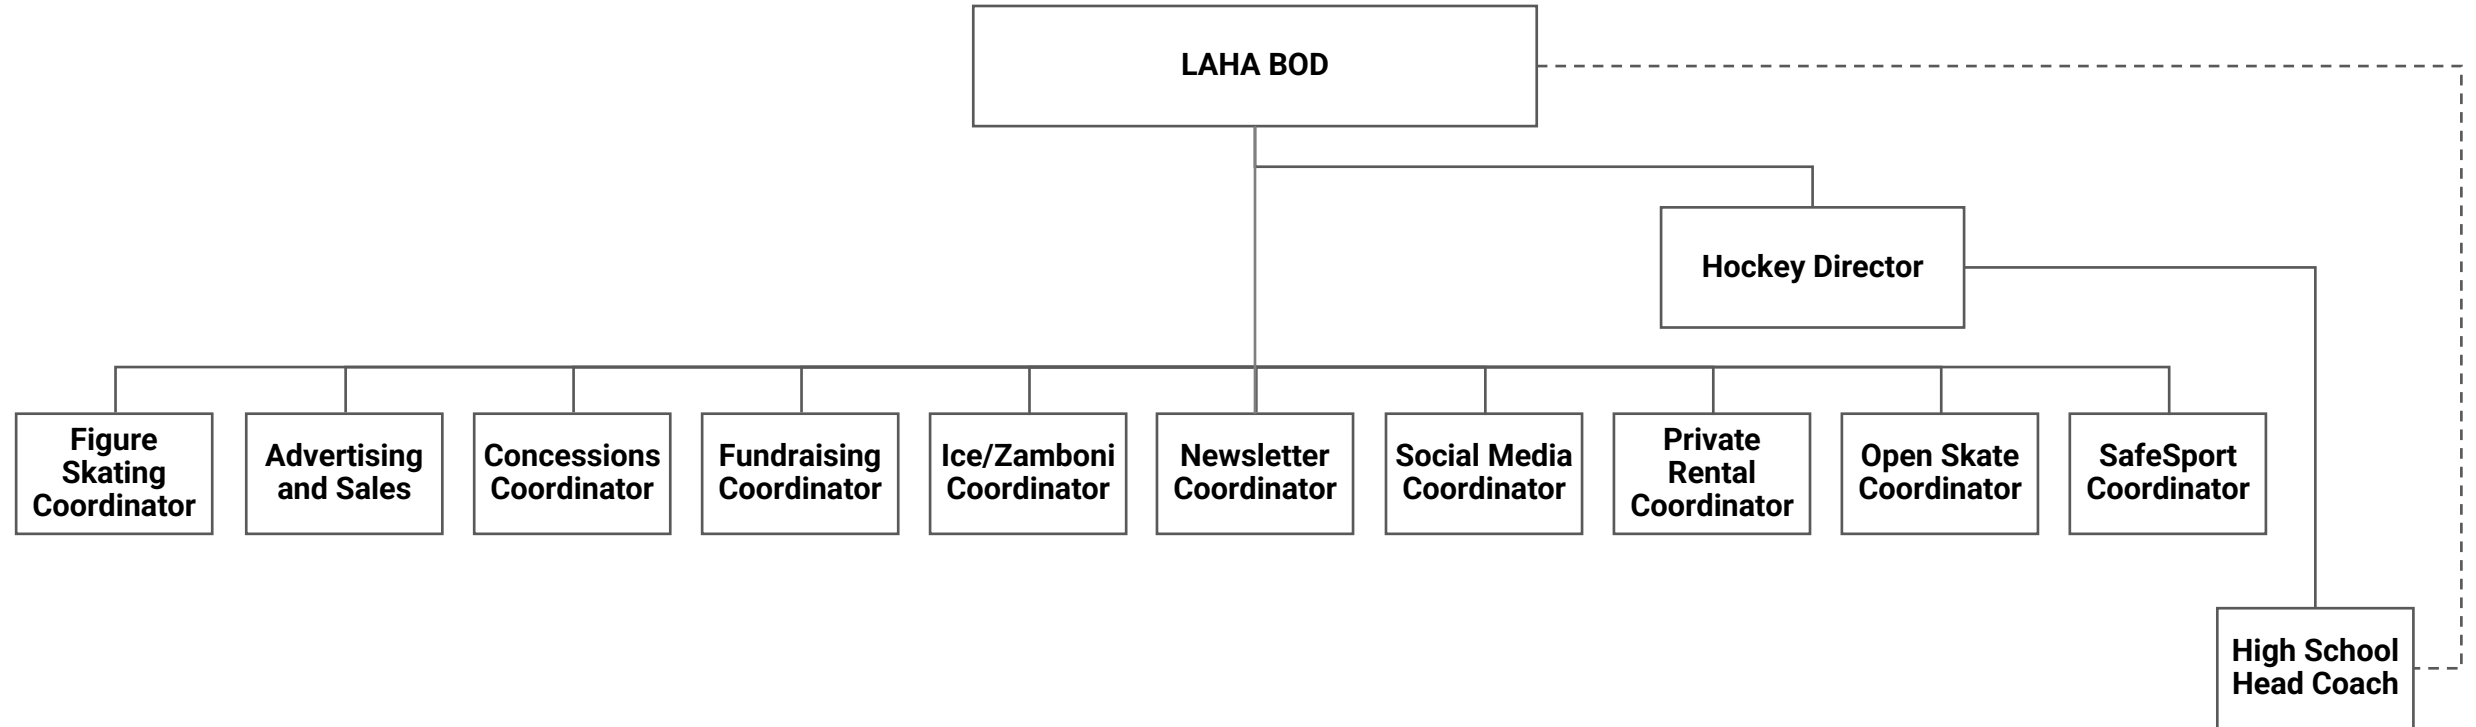 LAHA BOD
Hockey Director
Figure
Skating
Coordinator
Advertising
and Sales
Concessions
Coordinator
Fundraising
Coordinator
Ice/Zamboni
Coordinator
Newsletter
Coordinator
Social Media
Coordinator
Private
Rental
Coordinator
Open Skate
Coordinator
SafeSport
Coordinator
High School
Head Coach